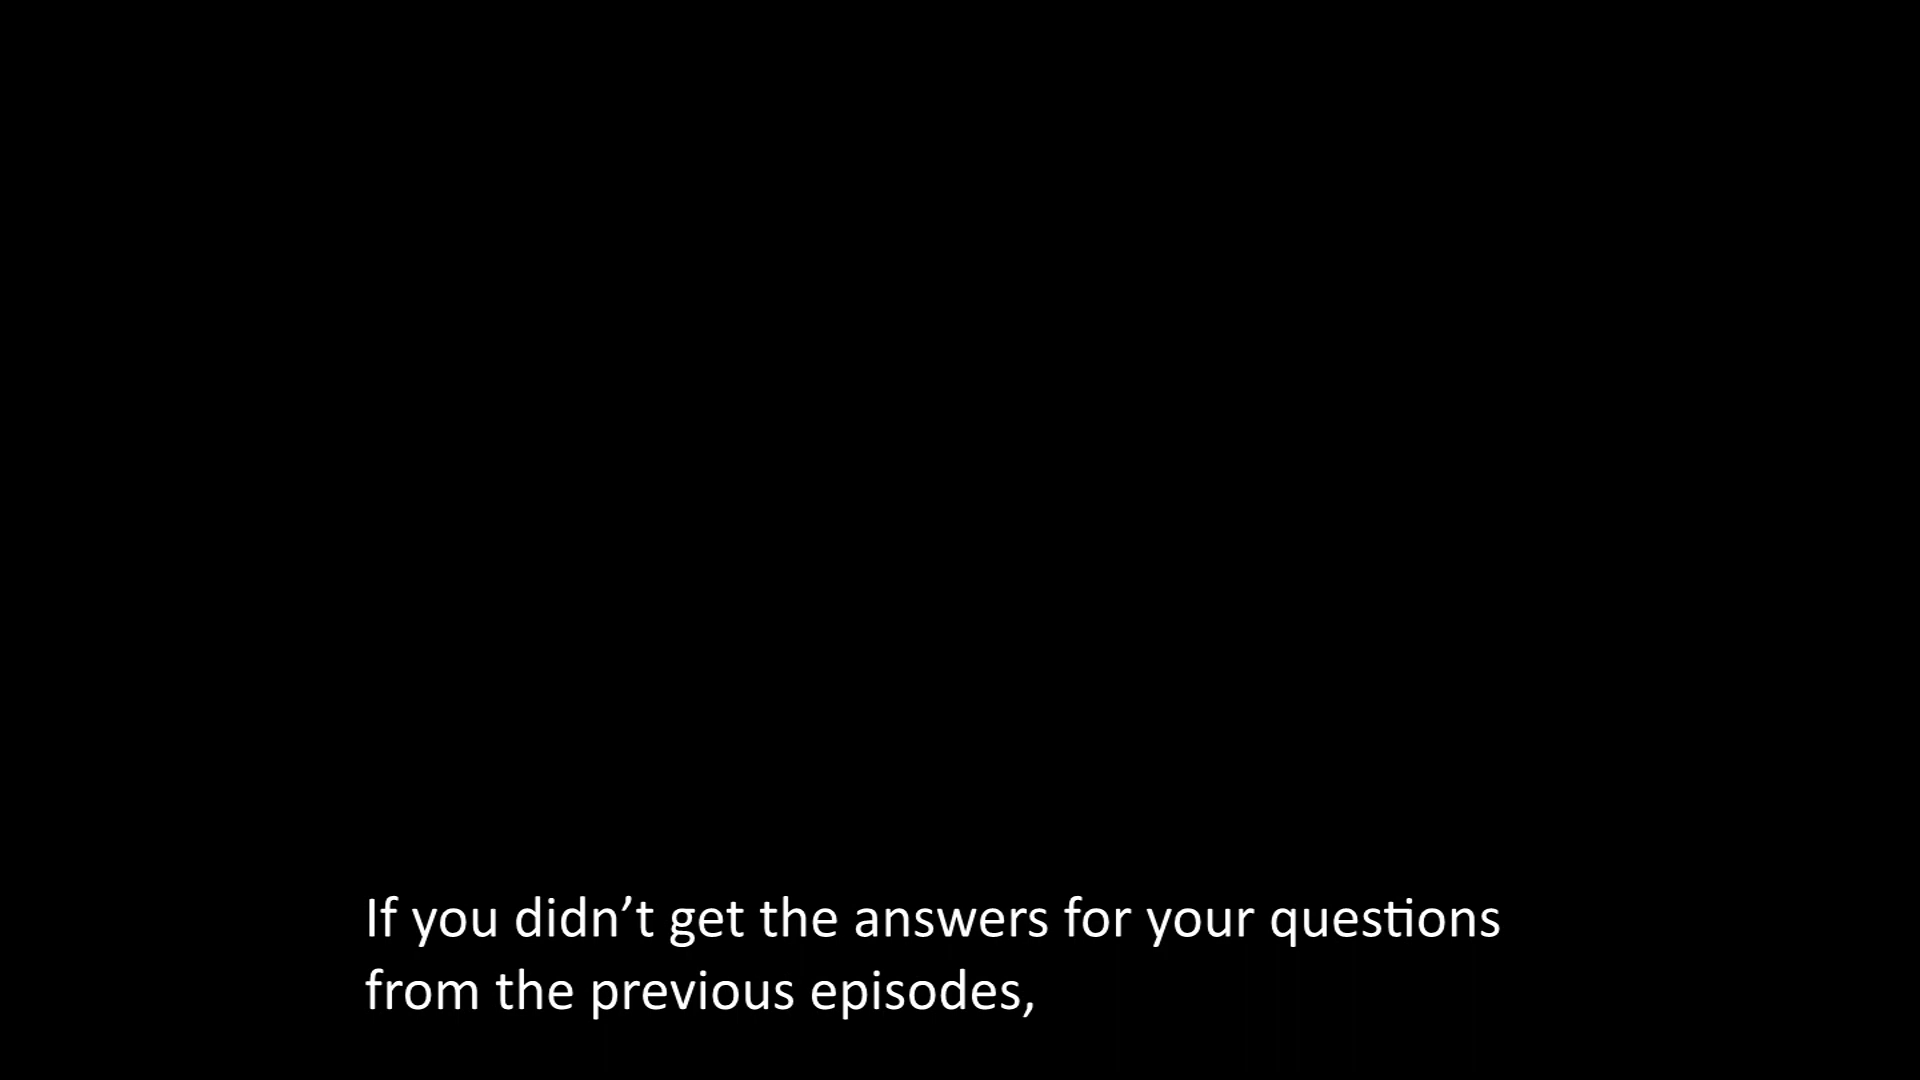 If you didn’t get the answers for your questions
from the previous episodes,